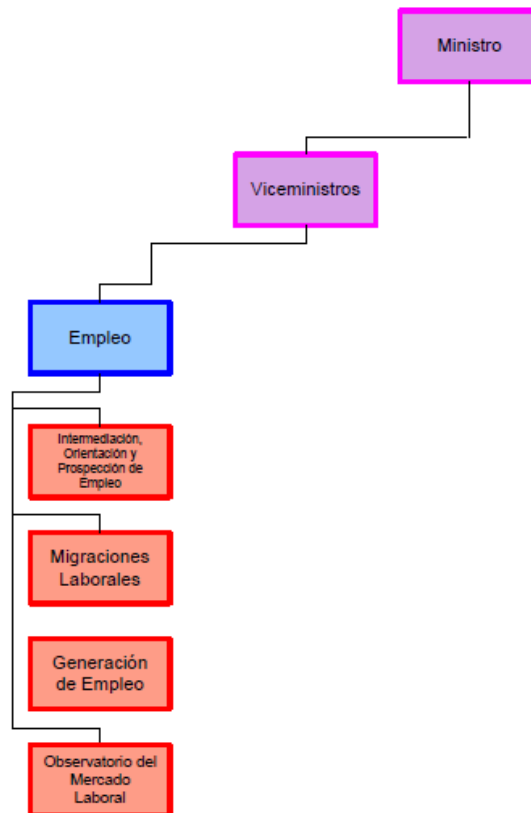 Ministro
Viceministros
Empleo
Intermediación,
Orientación y
Prospección de
Empleo
Migraciones
Laborales
Generación
de Empleo
Observatorio del
Mercado
Laboral